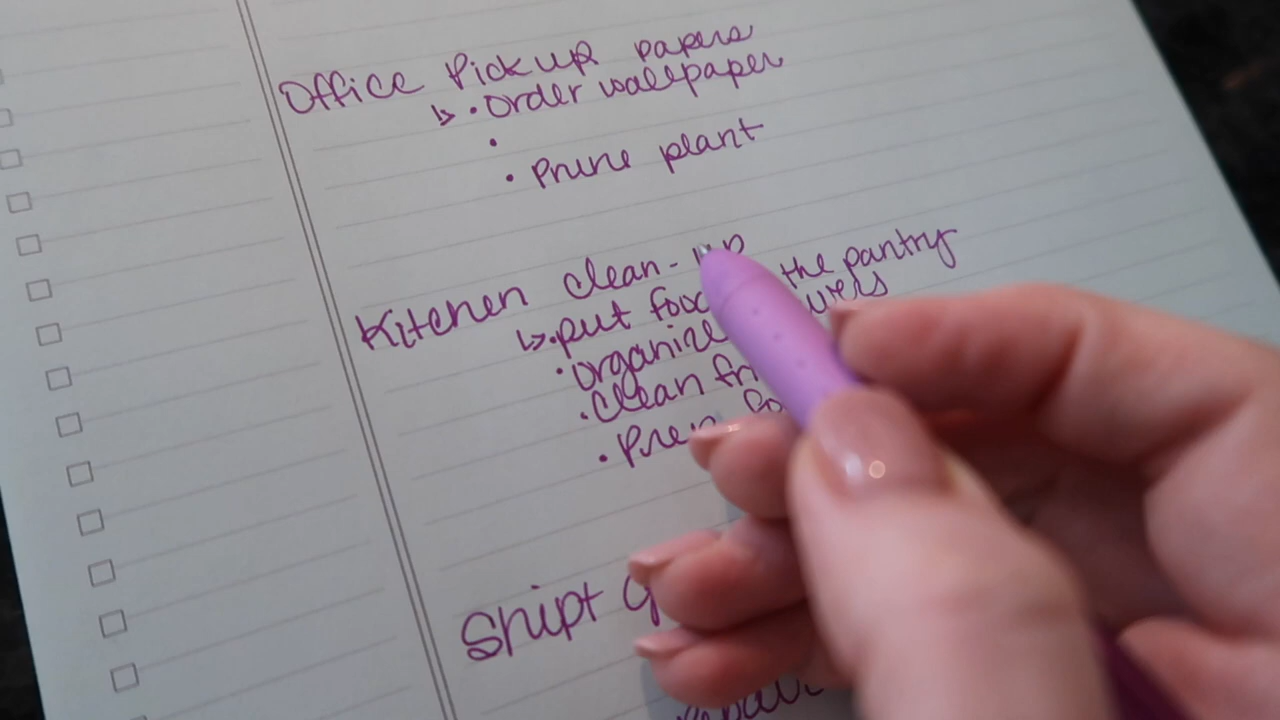 Office Pick up papers
↳ • order wallpaper
•
• Prune plant
Kitchen clean-up
↳ • put food the pantry
• organize
• clean
• Prep
Shipt